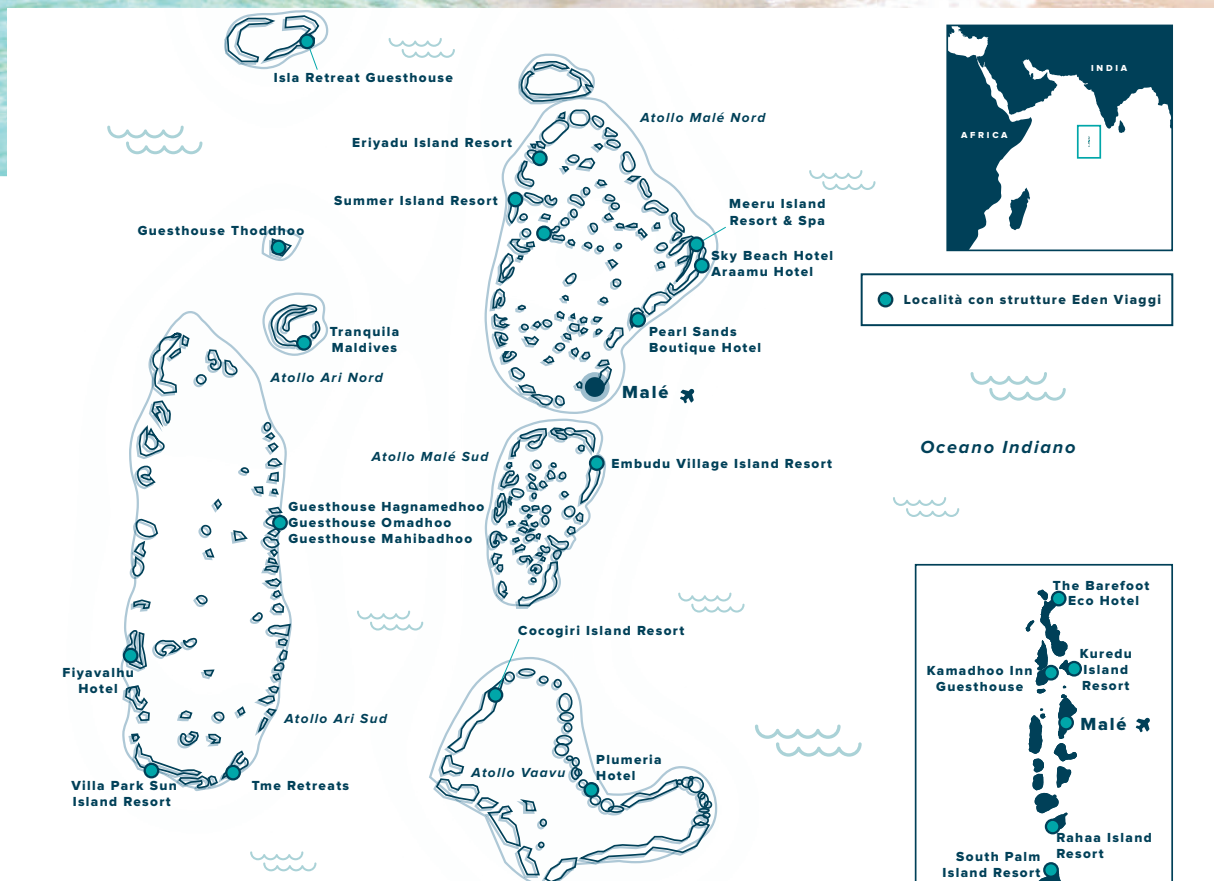 Isla Retreat Guesthouse
Atollo Malé Nord
Eriyadu Island Resort
Summer Island Resort
Meeru Island
Resort & Spa
Guesthouse Thoddhoo
Sky Beach Hotel
Araamu Hotel
Tranquila
Maldives
Pearl Sands
Boutique Hotel
Atollo Ari Nord
Malé
Atollo Malé Sud
Embudu Village Island Resort
Guesthouse Hagnamedhoo
Guesthouse Omadhoo
Guesthouse Mahibadhoo
Cocogiri Island Resort
Fiyavalhu
Hotel
Atollo Ari Sud
Atollo Vaavu
Plumeria
Hotel
Villa Park Sun
Island Resort
Tme Retreats
INDIA
AFRICA
Località con strutture Eden Viaggi
Oceano Indiano
The Barefoot
Eco Hotel
Kuredu
Island
Resort
Kamadhoo Inn
Guesthouse
Malé
Rahaa Island
Resort
South Palm
Island Resort